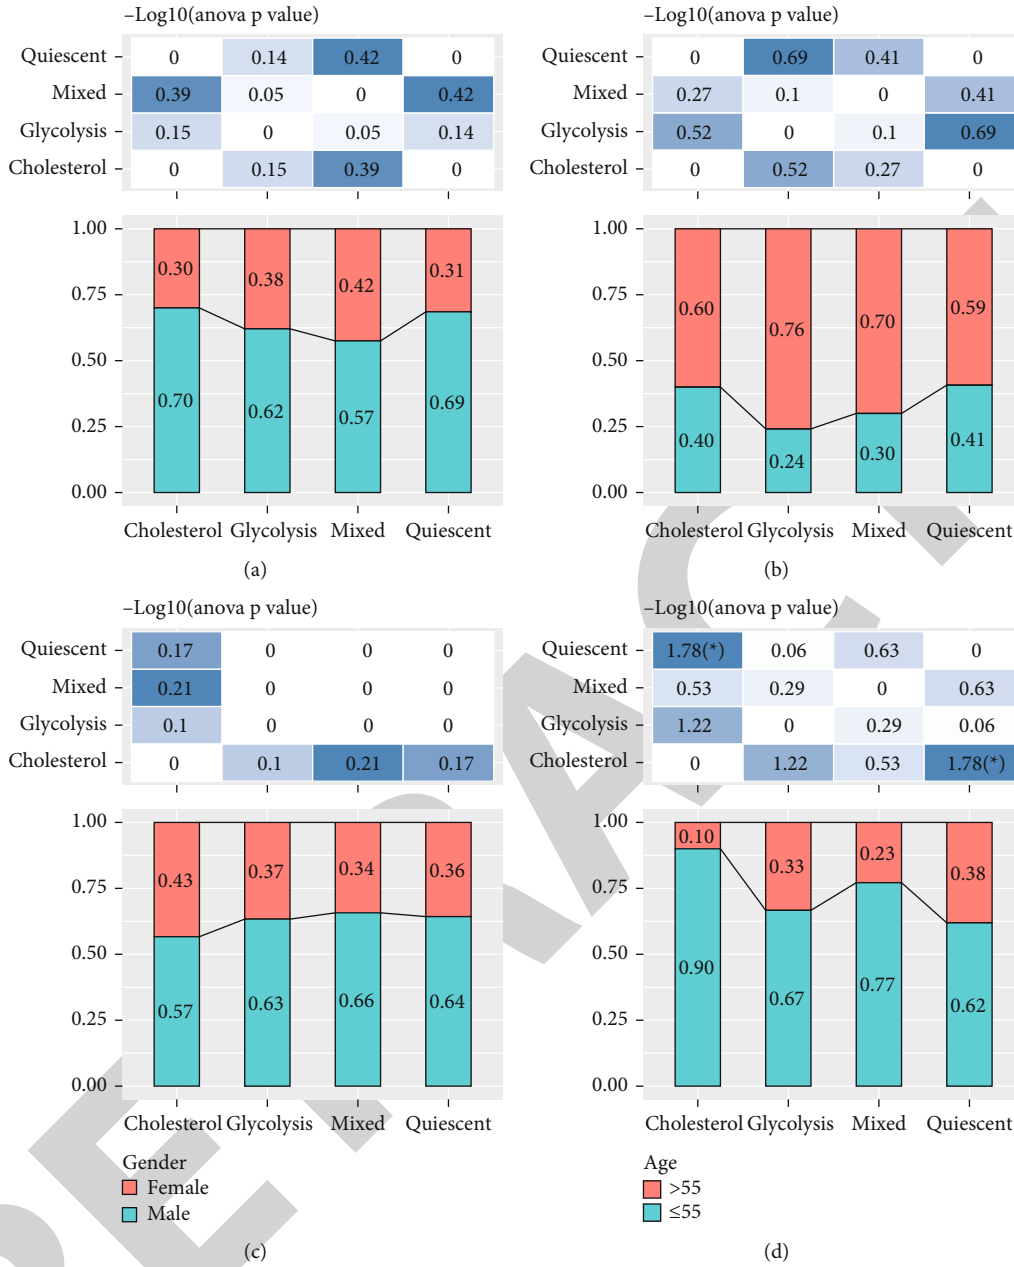 –Log10(anova p value)
Quiescent 0 0.14 0.42 0
Mixed 0.39 0.05 0 0.42
Glycolysis 0.15 0 0.05 0.14
Cholesterol 0 0.15 0.39 0
1.00
0.75
0.50
0.25
0.00
0.30 0.38 0.42 0.31
0.70 0.62 0.57 0.69
Cholesterol Glycolysis Mixed Quiescent
(a)
–Log10(anova p value)
Quiescent 0 0.69 0.41 0
Mixed 0.27 0.1 0 0.41
Glycolysis 0.52 0 0.1 0.69
Cholesterol 0 0.52 0.27 0
1.00
0.75
0.50
0.25
0.00
0.60 0.76 0.70 0.59
0.40 0.24 0.30 0.41
Cholesterol Glycolysis Mixed Quiescent
(b)
–Log10(anova p value)
Quiescent 0.17 0 0 0
Mixed 0.21 0 0 0
Glycolysis 0.1 0 0 0
Cholesterol 0 0.1 0.21 0.17
1.00
0.75
0.50
0.25
0.00
0.43 0.37 0.34 0.36
0.57 0.63 0.66 0.64
Cholesterol Glycolysis Mixed Quiescent
Gender
Female
Male
(c)
–Log10(anova p value)
Quiescent 1.78(*) 0.06 0.63 0
Mixed 0.53 0.29 0 0.63
Glycolysis 1.22 0 0.29 0.06
Cholesterol 0 1.22 0.53 1.78(*)
1.00
0.75
0.50
0.25
0.00
0.10 0.33 0.23 0.38
0.90 0.67 0.77 0.62
Cholesterol Glycolysis Mixed Quiescent
Age
>55
≤55
(d)